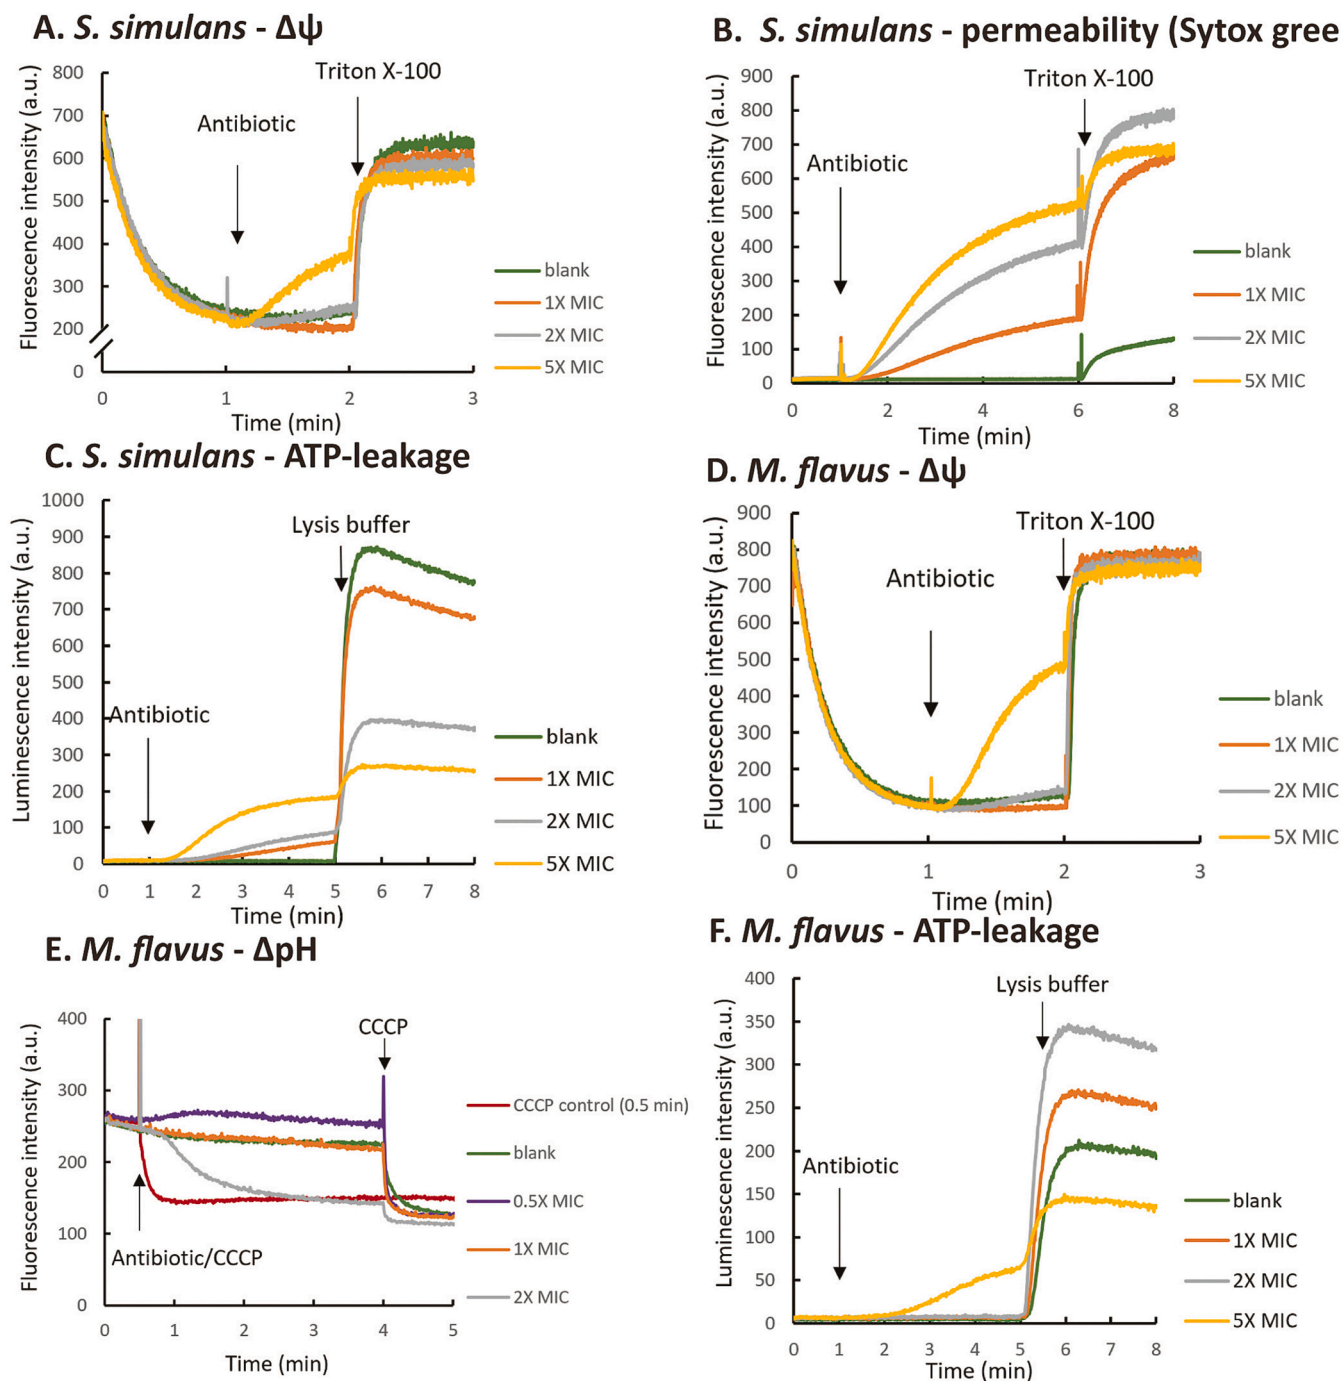 A. S. simulans - Δψ
Fluorescence intensity (a.u.)
800
700
600
500
400
300
200
0
Antibiotic
Triton X-100
0 1 2 3
Time (min)
blank
1X MIC
2X MIC
5X MIC
B. S. simulans - permeability (Sytox gree
Fluorescence intensity (a.u.)
900
800
700
600
500
400
300
200
100
0
Antibiotic
Triton X-100
0 2 4 6 8
Time (min)
blank
1X MIC
2X MIC
5X MIC
C. S. simulans - ATP-leakage
Luminescence intensity (a.u.)
1000
900
800
700
600
500
400
300
200
100
0
Antibiotic
Lysis buffer
0 1 2 3 4 5 6 7 8
Time (min)
blank
1X MIC
2X MIC
5X MIC
D. M. flavus - Δψ
Fluorescence intensity (a.u.)
900
800
700
600
500
400
300
200
100
0
Antibiotic
Triton X-100
0 1 2 3
Time (min)
blank
1X MIC
2X MIC
5X MIC
E. M. flavus - ΔpH
Fluorescence intensity (a.u.)
400
300
200
100
0
CCCP
Antibiotic/CCCP
0 1 2 3 4 5
Time (min)
CCCP control (0.5 min)
blank
0.5X MIC
1X MIC
2X MIC
F. M. flavus - ATP-leakage
Luminescence intensity (a.u.)
400
350
300
250
200
150
100
50
0
Antibiotic
Lysis buffer
0 1 2 3 4 5 6 7 8
Time (min)
blank
1X MIC
2X MIC
5X MIC